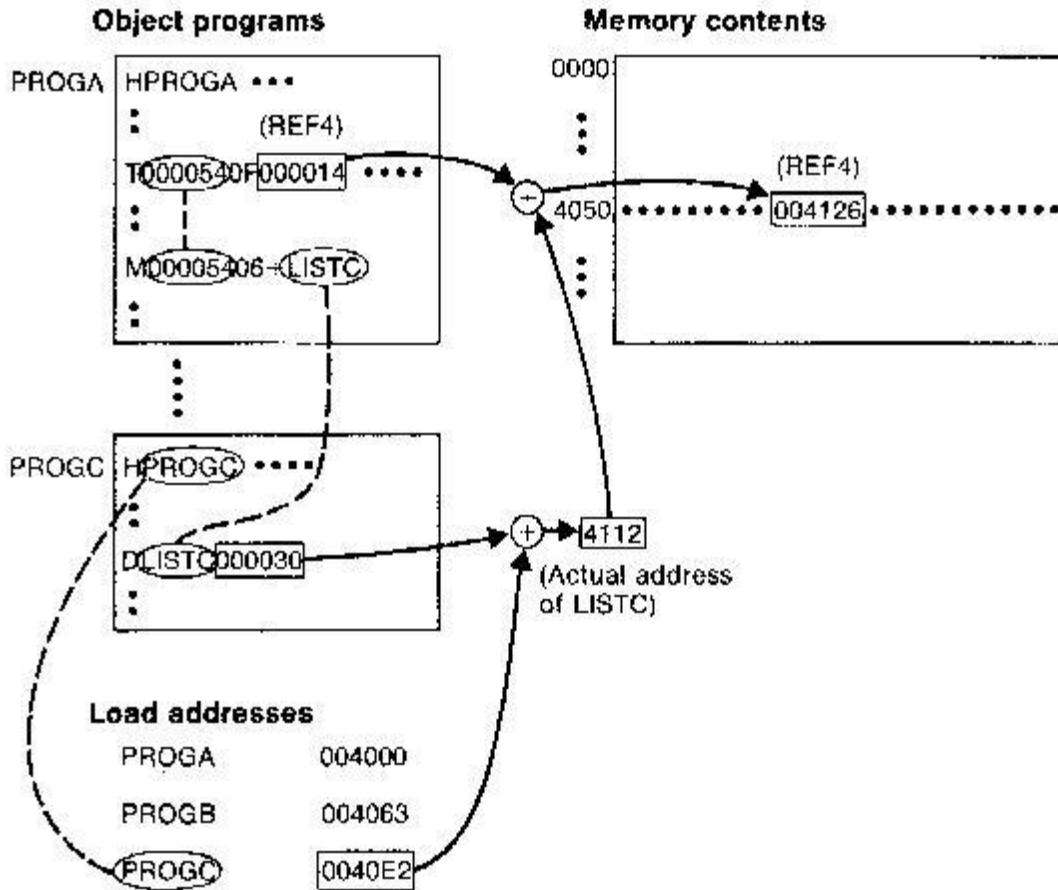 Object programs
Memory contents
PROGA HPROGA ••••
(REF4)
T0000540F000014 ••••
M00005406+LISTC
0000
(REF4)
4050 004126
PROGC HPROGC •••••
DLISTC000030
+
+
4112
(Actual address
of LISTC)
Load addresses
PROGA 004000
PROGB 004063
PROGC 0040E2